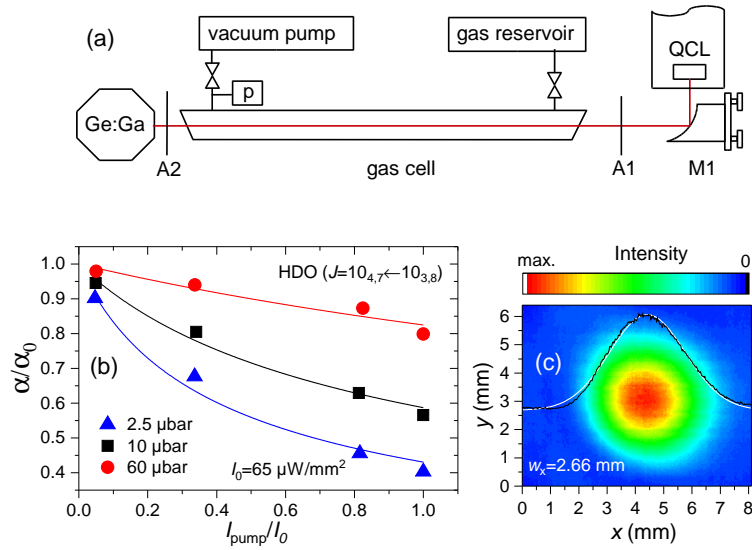 (a)
vacuum pump
gas reservoir
QCL
p
Ge:Ga
A2
gas cell
A1
M1
α/α₀
1.0
0.9
0.8
0.7
0.6
0.5
0.4
HDO (J=10₄,₇←10₃,₈)
(b)
2.5 µbar
10 µbar
60 µbar
I₀=65 µW/mm²
0.0 0.2 0.4 0.6 0.8 1.0
I_pump/I₀
max. Intensity 0
(c)
y (mm)
6
5
4
3
2
1
0
wₓ=2.66 mm
0 1 2 3 4 5 6 7 8
x (mm)